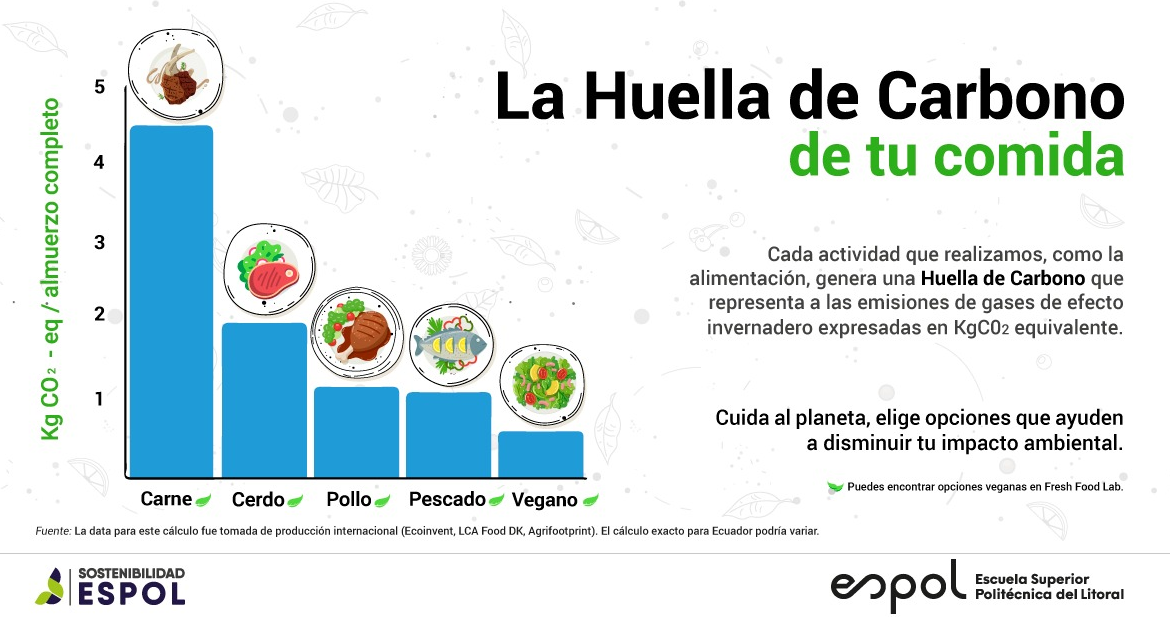 La Huella de Carbono
de tu comida
Kg CO2 - eq / almuerzo completo
5
4
3
2
1
Carne
Cerdo
Pollo
Pescado
Vegano
Cada actividad que realizamos, como la
alimentación, genera una Huella de Carbono que
representa a las emisiones de gases de efecto
invernadero expresadas en KgC02 equivalente.
Cuida al planeta, elige opciones que ayuden
a disminuir tu impacto ambiental.
Puedes encontrar opciones veganas en Fresh Food Lab.
Fuente: La data para este cálculo fue tomada de producción internacional (Ecoinvent, LCA Food DK, Agrifootprint). El cálculo exacto para Ecuador podría variar.
SOSTENIBILIDAD
ESPOL
espol
Escuela Superior
Politécnica del Litoral